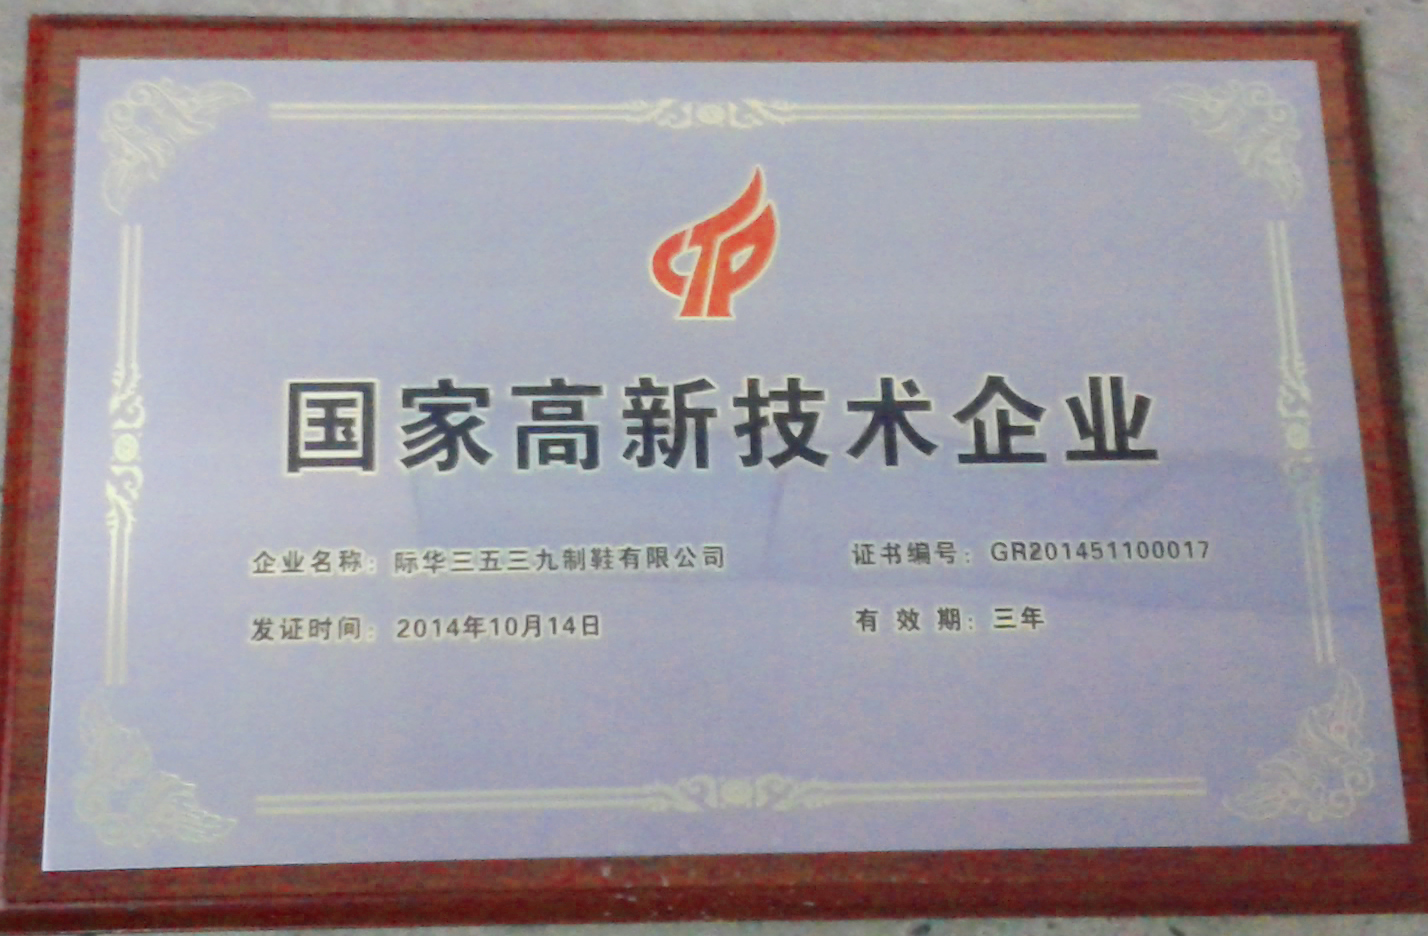 CTP
国家高新技术企业
企业名称：际华三五三九制鞋有限公司
证书编号：GR201451100017
发证时间：2014年10月14日
有 效 期：三年